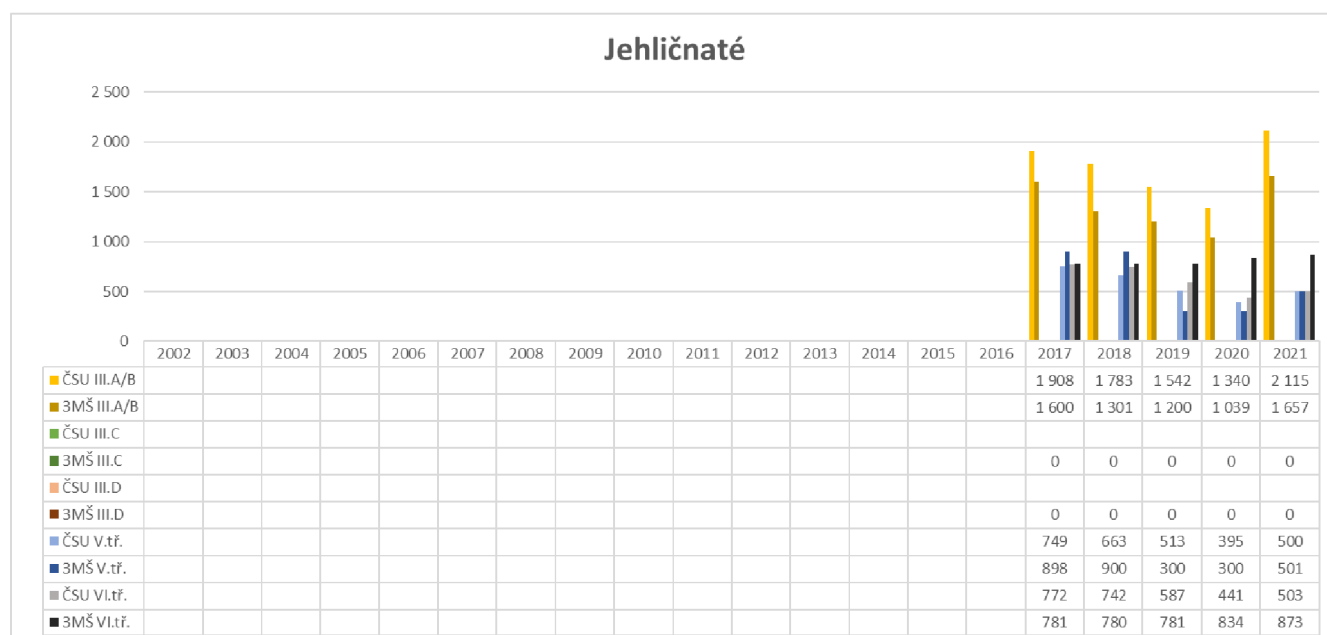 Jehličnaté
2 500
2 000
1 500
1 000
500
0
2002 2003 2004 2005 2006 2007 2008 2009 2010 2011 2012 2013 2014 2015 2016 2017 2018 2019 2020 2021
ČSU III.A/B 1 908 1 783 1 542 1 340 2 115
3MŠ III.A/B 1 600 1 301 1 200 1 039 1 657
ČSU III.C
3MŠ III.C 0 0 0 0 0
ČSU III.D
3MŠ III.D 0 0 0 0 0
ČSU V.tř. 749 663 513 395 500
3MŠ V.tř. 898 900 300 300 501
ČSU VI.tř. 772 742 587 441 503
3MŠ VI.tř. 781 780 781 834 873